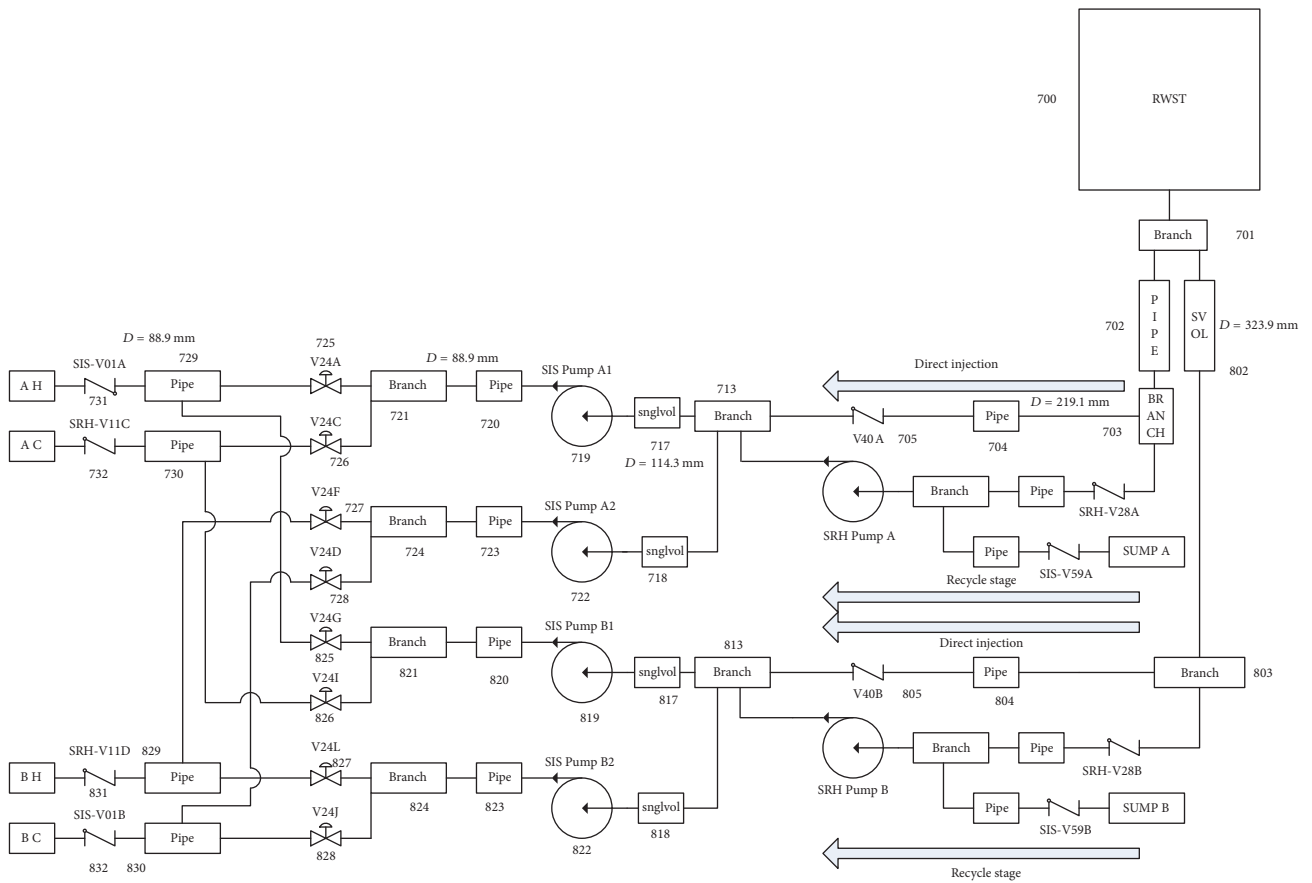 700
RWST
Branch
701
PIPE
702
SVOL
D = 323.9 mm
802
D = 88.9 mm
729
725
A H
SIS-V01A
731
Pipe
V24A
Branch
721
D = 88.9 mm
Pipe
720
SIS Pump A1
719
snglvol
717
D = 114.3 mm
713
Branch
V40A
705
Direct injection
Pipe
704
D = 219.1 mm
703
BRANCH
A C
SRH-V11C
732
Pipe
730
V24C
726
SRH Pump A
Branch
Pipe
SRH-V28A
Pipe
SIS-V59A
SUMP A
Recycle stage
V24F
727
Branch
724
Pipe
723
SIS Pump A2
722
snglvol
718
V24D
728
V24G
825
Branch
821
Pipe
820
SIS Pump B1
819
snglvol
817
813
Branch
V40B
805
Direct injection
Pipe
804
Branch
803
V24I
826
SRH Pump B
Branch
Pipe
SRH-V28B
Pipe
SIS-V59B
SUMP B
Recycle stage
B H
SRH-V11D
831
829
Pipe
V24L
827
Branch
824
Pipe
823
SIS Pump B2
822
snglvol
818
B C
SIS-V01B
832
830
Pipe
V24J
828